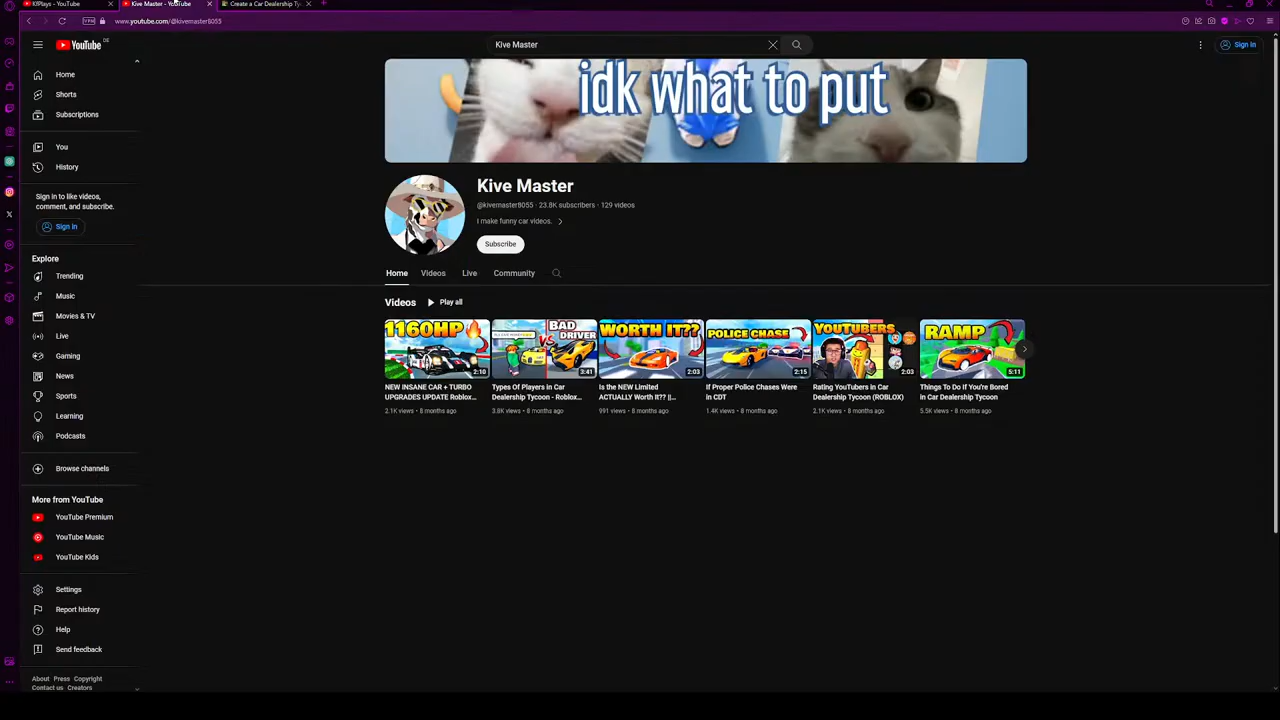 KfPlays - YouTube
Kive Master - YouTube
Create a Car Dealership Ty
VPN
www.youtube.com/@kivemaster8055
YouTube DE
Kive Master
Sign in
Home
Shorts
Subscriptions
You
History
Sign in to like videos,
comment, and subscribe.
Sign in
Explore
Trending
Music
Movies & TV
Live
Gaming
News
Sports
Learning
Podcasts
Browse channels
More from YouTube
YouTube Premium
YouTube Music
YouTube Kids
Settings
Report history
Help
Send feedback
About Press Copyright
Contact us Creators
idk what to put
Kive Master
@kivemaster8055 · 23.8K subscribers · 129 videos
I make funny car videos.
Subscribe
Home Videos Live Community
Videos Play all
1160HP
2:10
NEW INSANE CAR + TURBO
UPGRADES UPDATE Roblox...
2.1K views · 8 months ago
BAD
DRIVER
VS
3:41
Types Of Players in Car
Dealership Tycoon - Roblox...
3.8K views · 8 months ago
WORTH IT??
2:03
Is the NEW Limited
ACTUALLY Worth it?? ||...
991 views · 8 months ago
POLICE CHASE
2:15
If Proper Police Chases Were
in CDT
1.4K views · 8 months ago
YOUTUBERS
2:03
Rating YouTubers in Car
Dealership Tycoon (ROBLOX)
2.1K views · 8 months ago
RAMP
5:11
Things To Do If You're Bored
in Car Dealership Tycoon
5.5K views · 8 months ago